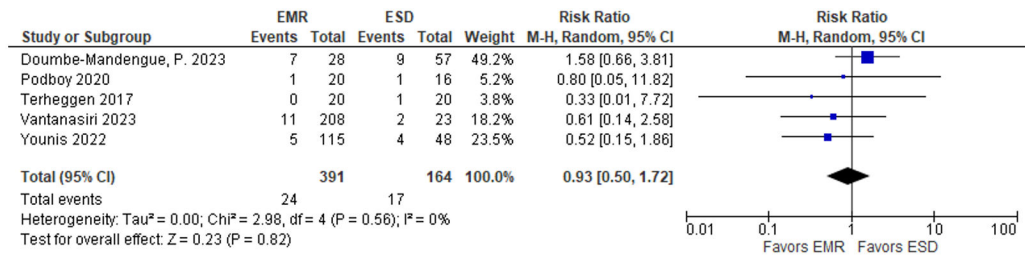 EMR ESD Risk Ratio Risk Ratio
Study or Subgroup Events Total Events Total Weight M-H, Random, 95% CI M-H, Random, 95% CI
Doumbe-Mandengue, P. 2023 7 28 9 57 49.2% 1.58 [0.66, 3.81]
Podboy 2020 1 20 1 16 5.2% 0.80 [0.05, 11.82]
Terheggen 2017 0 20 1 20 3.8% 0.33 [0.01, 7.72]
Vantanasiri 2023 11 208 2 23 18.2% 0.61 [0.14, 2.58]
Younis 2022 5 115 4 48 23.5% 0.52 [0.15, 1.86]
Total (95% CI) 391 164 100.0% 0.93 [0.50, 1.72]
Total events 24 17
Heterogeneity: Tau² = 0.00; Chi² = 2.98, df = 4 (P = 0.56); I² = 0%
Test for overall effect: Z = 0.23 (P = 0.82)
0.01 0.1 1 10 100
Favors EMR Favors ESD